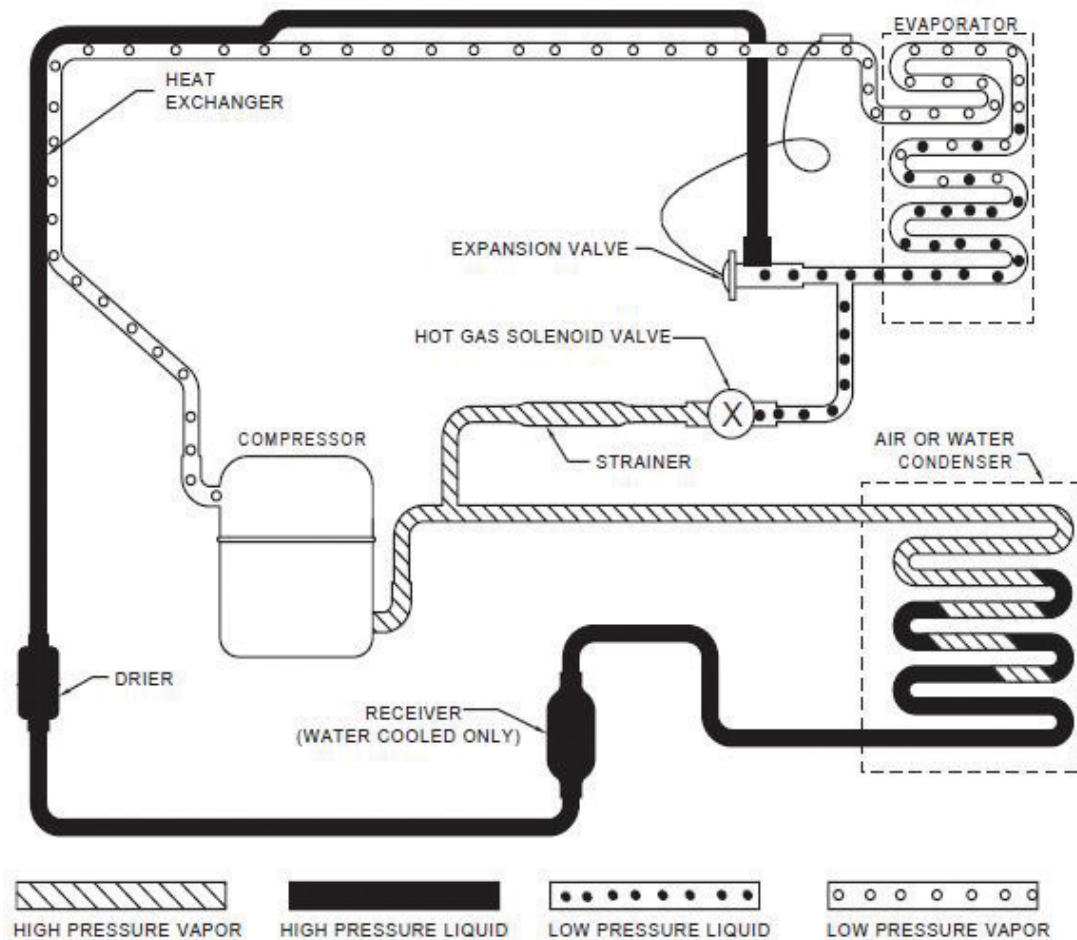 EVAPORATOR
HEAT
EXCHANGER
EXPANSION VALVE
HOT GAS SOLENOID VALVE
X
COMPRESSOR
STRAINER
AIR OR WATER
CONDENSER
DRIER
RECEIVER
(WATER COOLED ONLY)
HIGH PRESSURE VAPOR
HIGH PRESSURE LIQUID
LOW PRESSURE LIQUID
LOW PRESSURE VAPOR